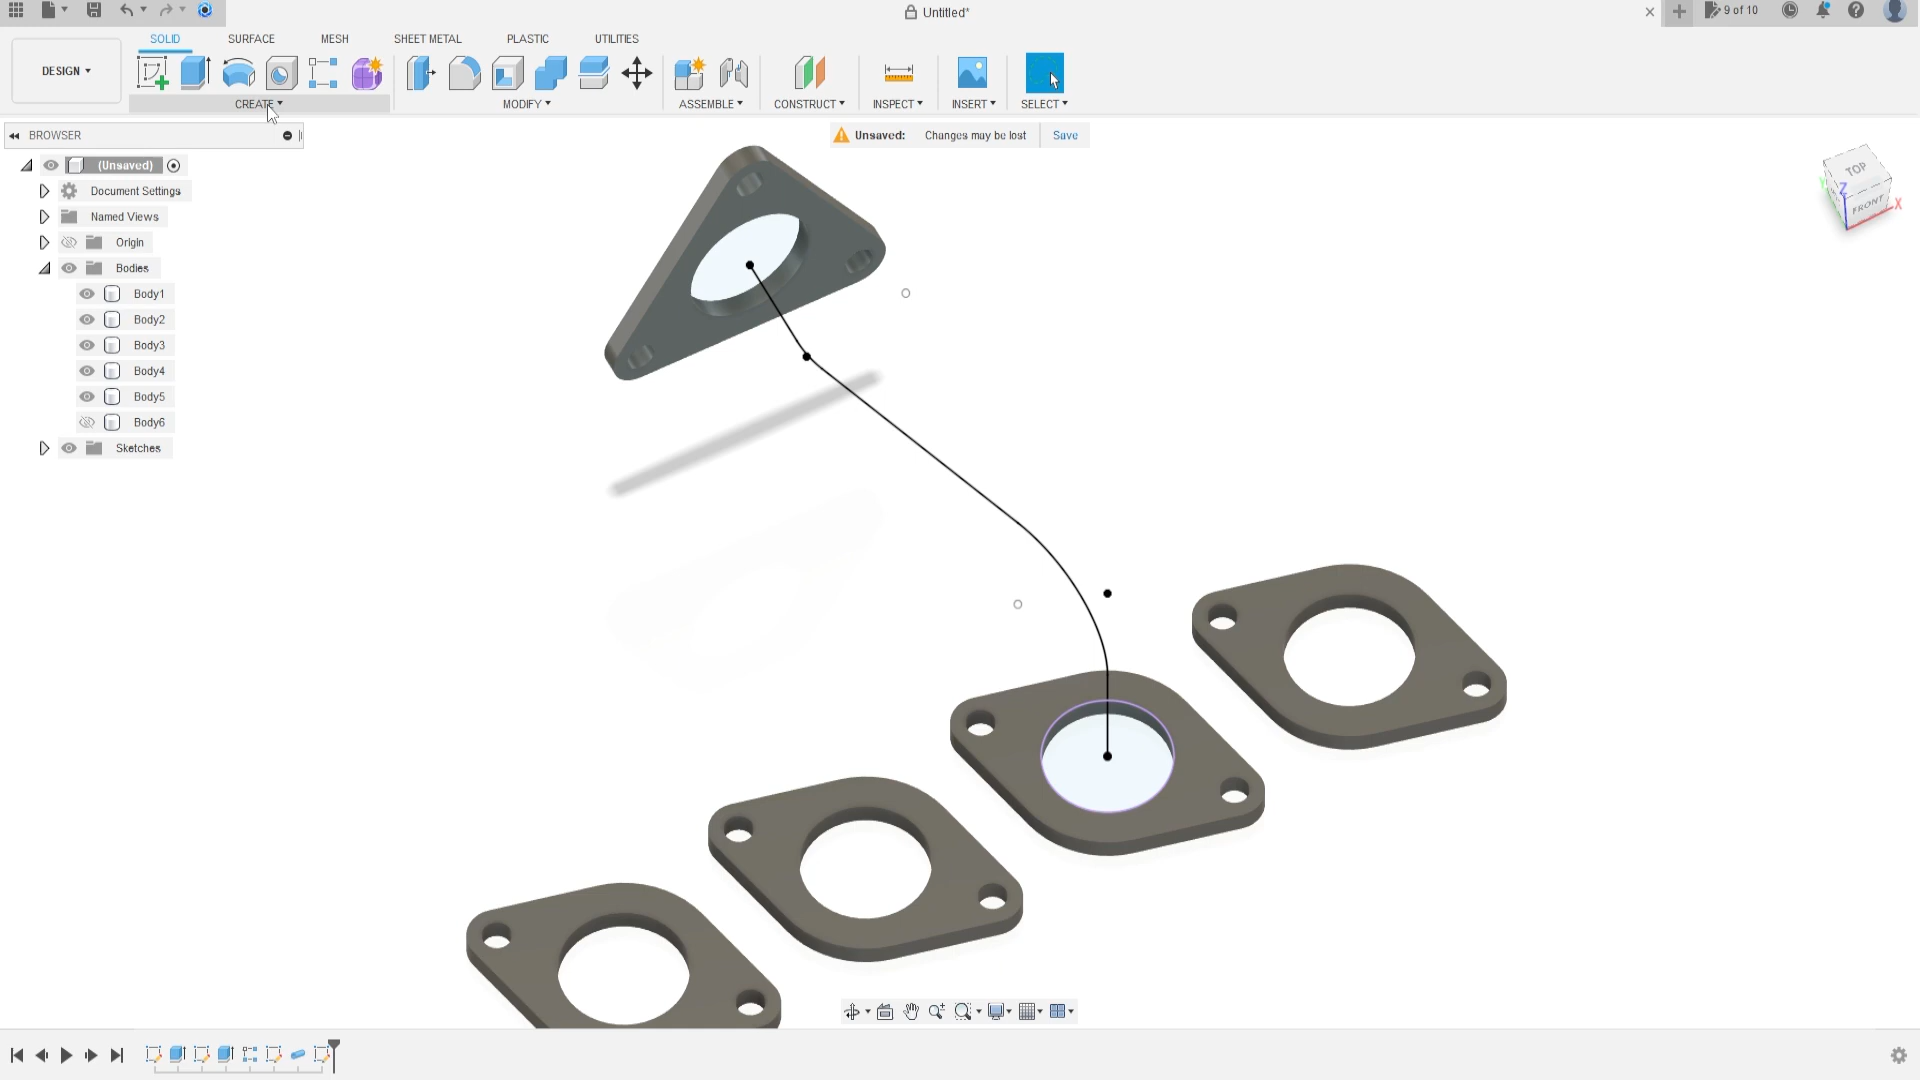 Untitled*
9 of 10
DESIGN
SOLID SURFACE MESH SHEET METAL PLASTIC UTILITIES
CREATE MODIFY ASSEMBLE CONSTRUCT INSPECT INSERT SELECT
BROWSER
Unsaved: Changes may be lost Save
(Unsaved)
Document Settings
Named Views
Origin
Bodies
Body1
Body2
Body3
Body4
Body5
Body6
Sketches
TOP
FRONT
Z
X